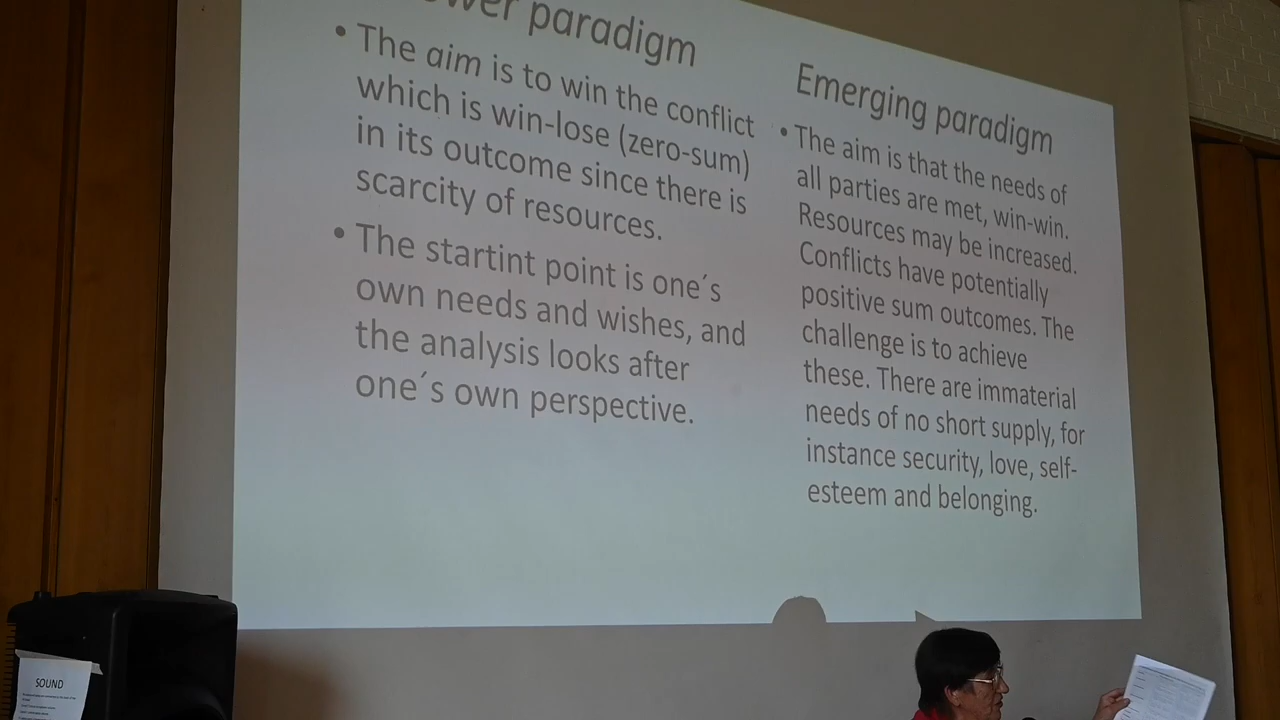 wer paradigm
• The aim is to win the conflict
which is win-lose (zero-sum)
in its outcome since there is
scarcity of resources.
• The startint point is one´s
own needs and wishes, and
the analysis looks after
one´s own perspective.
Emerging paradigm
• The aim is that the needs of
all parties are met, win-win.
Resources may be increased.
Conflicts have potentially
positive sum outcomes. The
challenge is to achieve
these. There are immaterial
needs of no short supply, for
instance security, love, self-
esteem and belonging.
SOUND